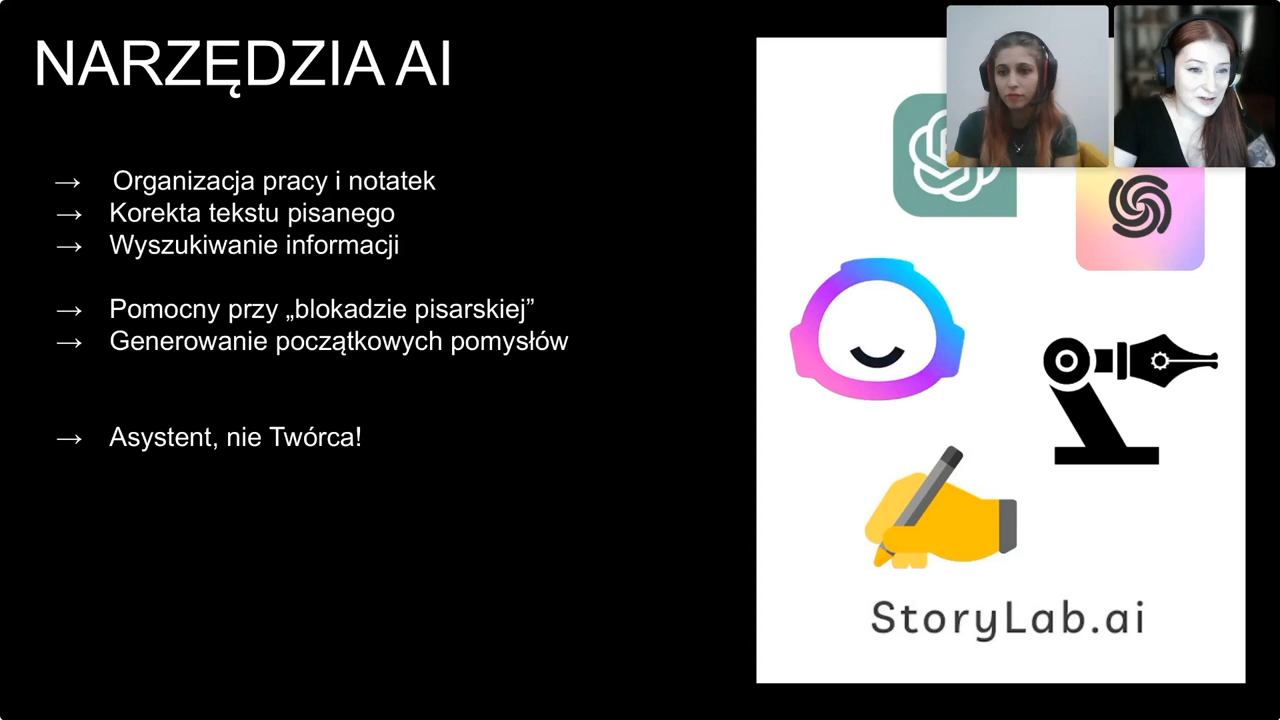 NARZĘDZIA AI
→ Organizacja pracy i notatek
→ Korekta tekstu pisanego
→ Wyszukiwanie informacji
→ Pomocny przy „blokadzie pisarskiej”
→ Generowanie początkowych pomysłów
→ Asystent, nie Twórca!
StoryLab.ai